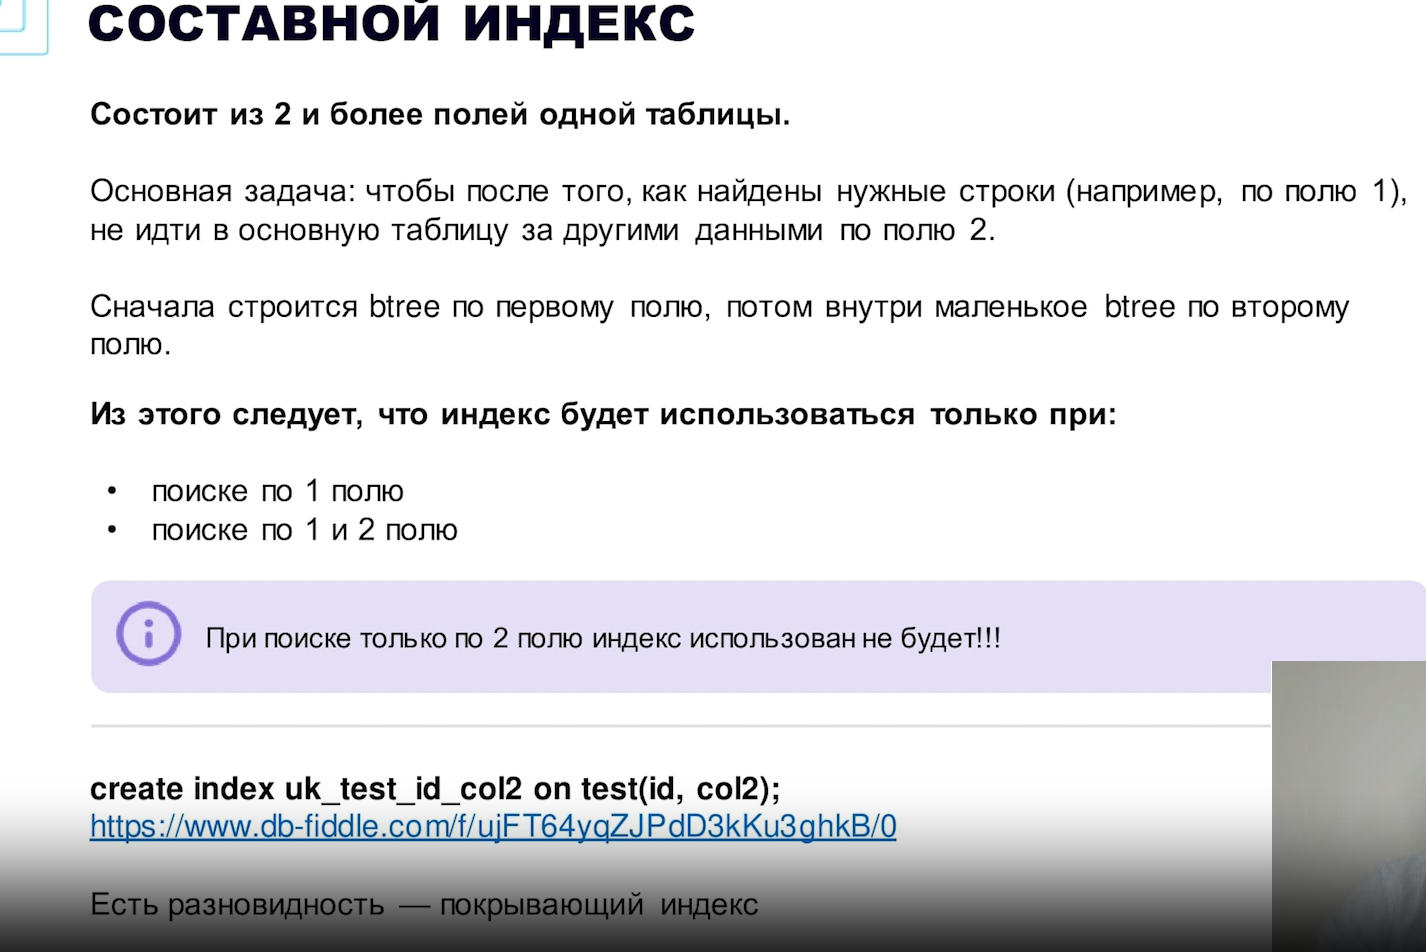 СОСТАВНОЙ ИНДЕКС
Состоит из 2 и более полей одной таблицы.
Основная задача: чтобы после того, как найдены нужные строки (например, по полю 1),
не идти в основную таблицу за другими данными по полю 2.
Сначала строится btree по первому полю, потом внутри маленькое btree по второму
полю.
Из этого следует, что индекс будет использоваться только при:
• поиске по 1 полю
• поиске по 1 и 2 полю
При поиске только по 2 полю индекс использован не будет!!!
create index uk_test_id_col2 on test(id, col2);
https://www.db-fiddle.com/f/ujFT64yqZJPdD3kKu3ghkB/0
Есть разновидность — покрывающий индекс